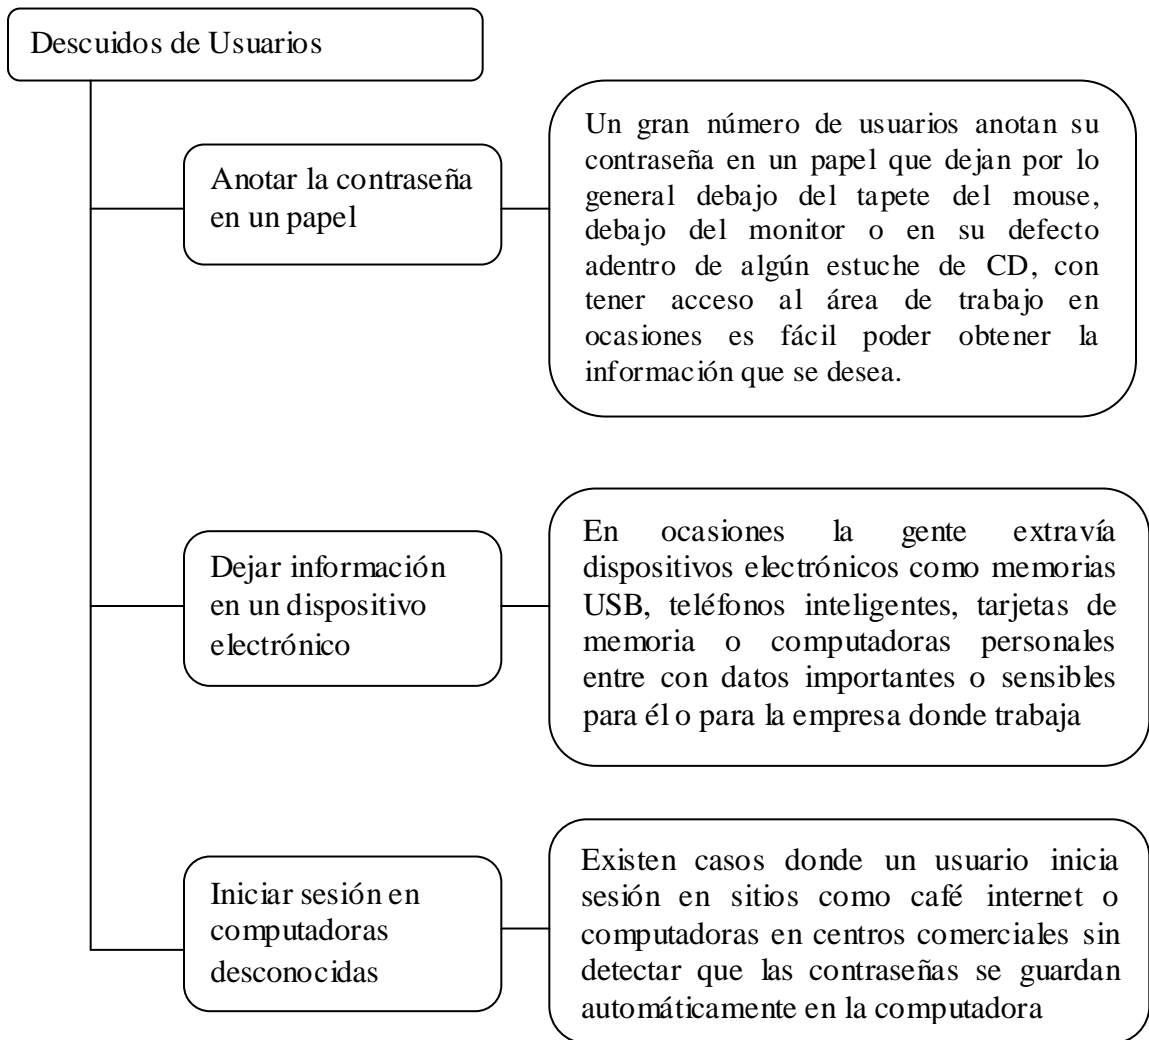 Descuidos de Usuarios
Anotar la contraseña
en un papel
Un gran número de usuarios anotan su
contraseña en un papel que dejan por lo
general debajo del tapete del mouse,
debajo del monitor o en su defecto
adentro de algún estuche de CD, con
tener acceso al área de trabajo en
ocasiones es fácil poder obtener la
información que se desea.
Dejar información
en un dispositivo
electrónico
En ocasiones la gente extravía
dispositivos electrónicos como memorias
USB, teléfonos inteligentes, tarjetas de
memoria o computadoras personales
entre con datos importantes o sensibles
para él o para la empresa donde trabaja
Iniciar sesión en
computadoras
desconocidas
Existen casos donde un usuario inicia
sesión en sitios como café internet o
computadoras en centros comerciales sin
detectar que las contraseñas se guardan
automáticamente en la computadora